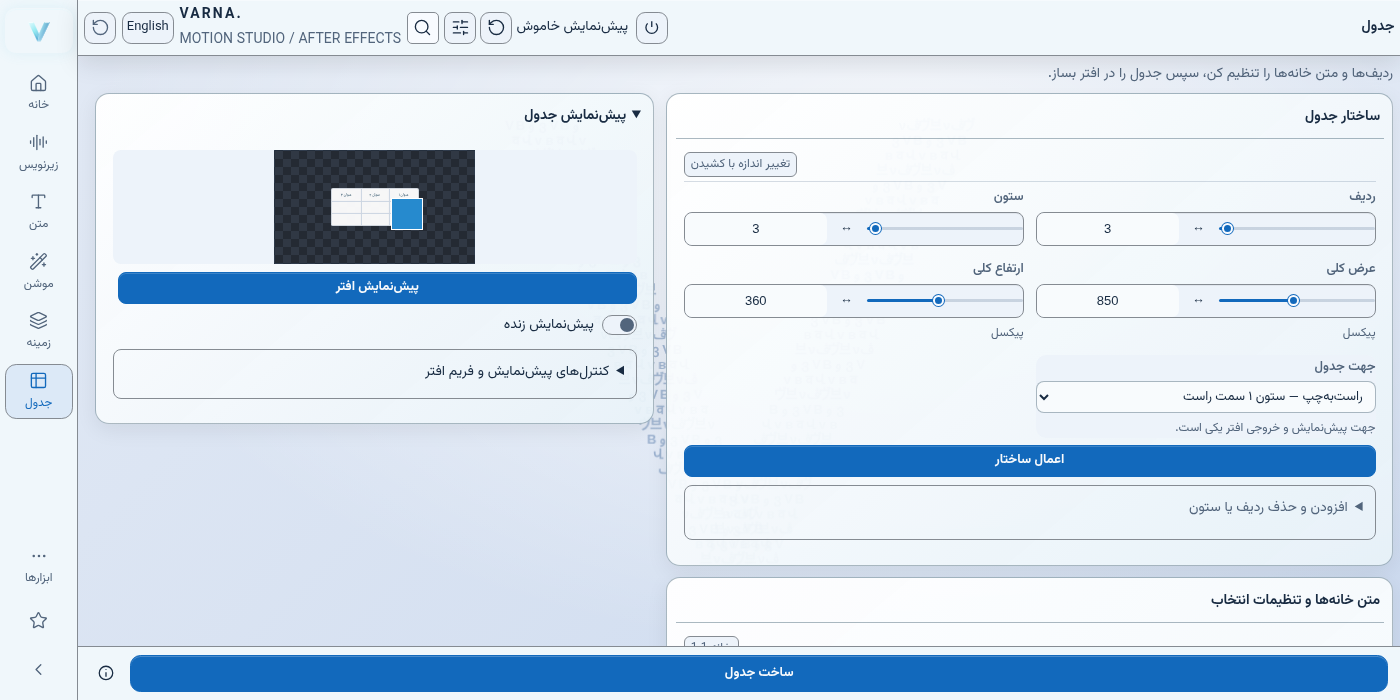 جدول
پیش‌نمایش خاموش
VARNA.
MOTION STUDIO / AFTER EFFECTS
English
خانه
زیرنویس
متن
موشن
زمینه
جدول
ابزارها
ردیف‌ها و متن خانه‌ها را تنظیم کن، سپس جدول را در افتر بساز.
ساختار جدول
تغییر اندازه با کشیدن
ردیف
3
ستون
3
عرض کلی
850
پیکسل
ارتفاع کلی
360
پیکسل
جهت جدول
راست‌به‌چپ — ستون ۱ سمت راست
جهت پیش‌نمایش و خروجی افتر یکی است.
اعمال ساختار
افزودن و حذف ردیف یا ستون
متن خانه‌ها و تنظیمات انتخاب
پیش‌نمایش جدول
پیش‌نمایش افتر
پیش‌نمایش زنده
کنترل‌های پیش‌نمایش و فریم افتر
ساخت جدول